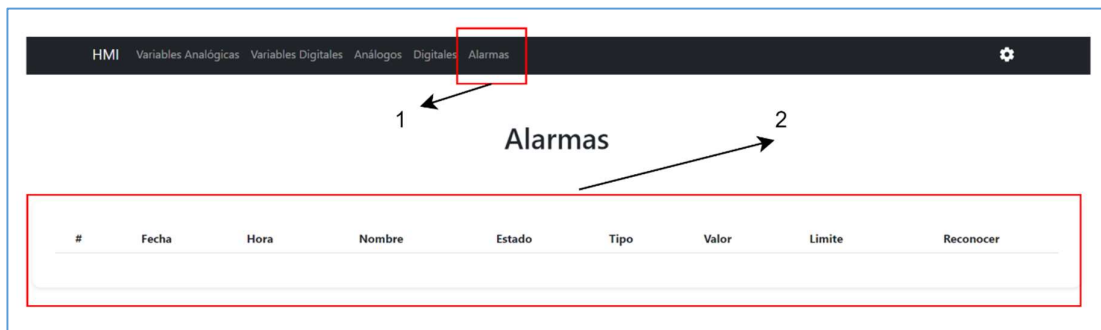 HMI Variables Analógicas Variables Digitales Análogos Digitales Alarmas
1
2
Alarmas
# Fecha Hora Nombre Estado Tipo Valor Limite Reconocer